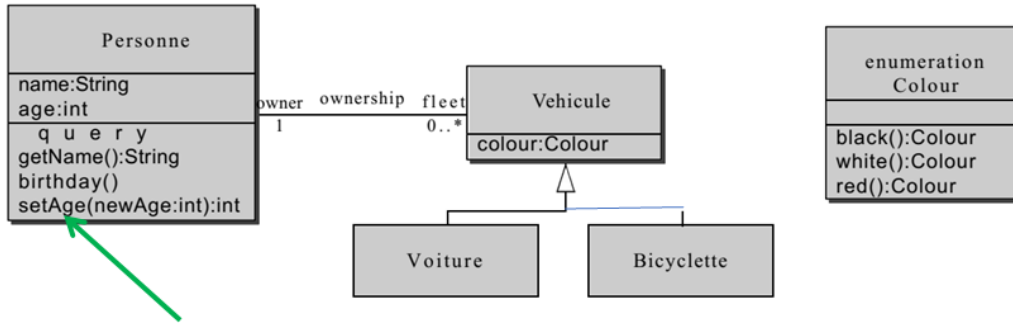 Personne
name:String
age:int
query
getName():String
birthday()
setAge(newAge:int):int
owner
ownership
fleet
1
0..*
Vehicule
colour:Colour
Voiture
Bicyclette
enumeration
Colour
black():Colour
white():Colour
red():Colour